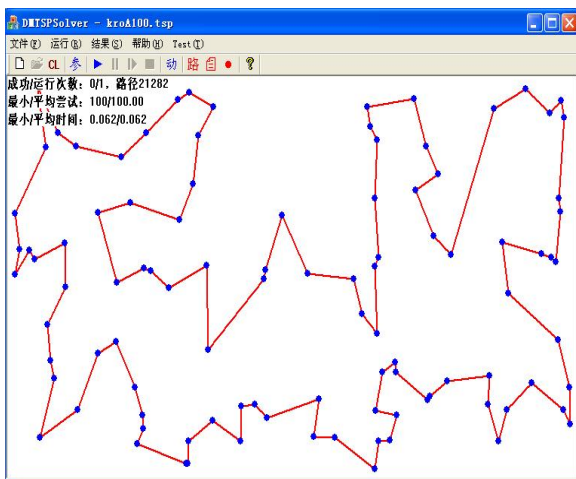 DMTSPSolver - kroA100.tsp
文件(F) 运行(R) 结果(S) 帮助(H) Test(T)
CL 参 动 路
成功/运行次数: 0/1, 路径21282
最小/平均尝试: 100/100.00
最小/平均时间: 0.062/0.062